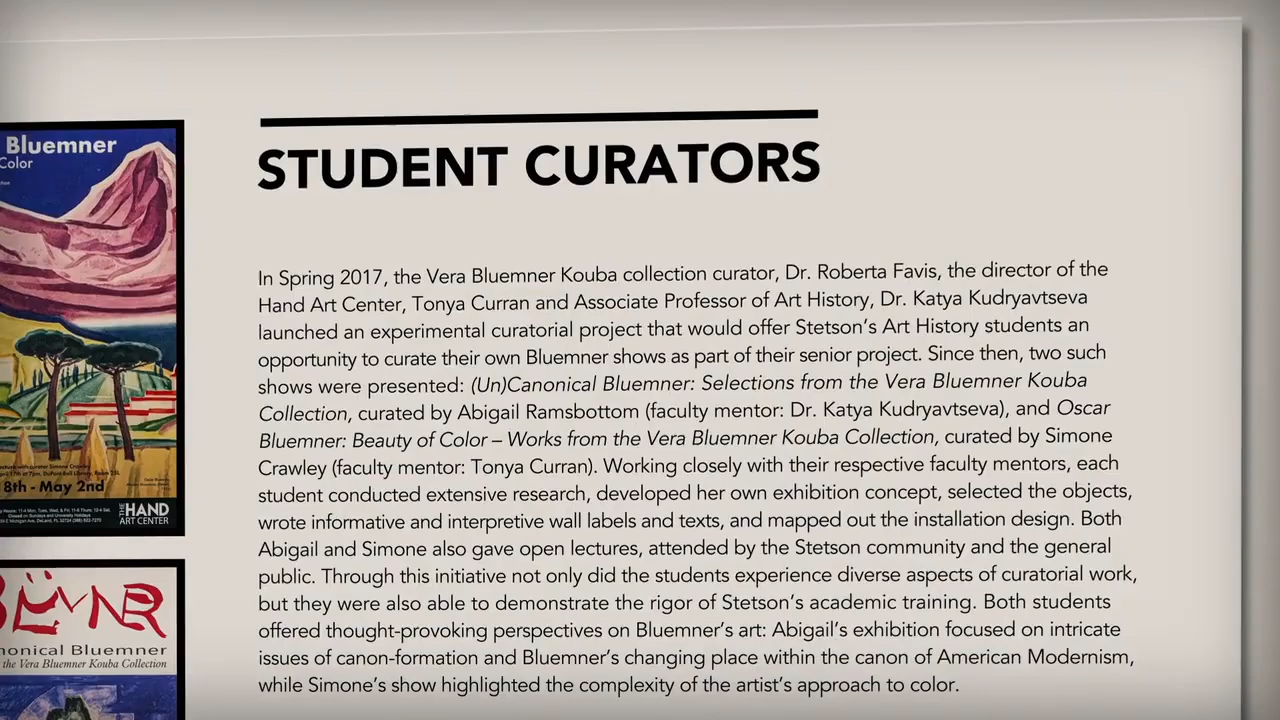 Bluemner
Color
8th - May 2nd
THE HAND
ART CENTER
BLÜMNER
nonical Bluemner
the Vera Bluemner Kouba Collection
STUDENT CURATORS
In Spring 2017, the Vera Bluemner Kouba collection curator, Dr. Roberta Favis, the director of the
Hand Art Center, Tonya Curran and Associate Professor of Art History, Dr. Katya Kudryavtseva
launched an experimental curatorial project that would offer Stetson's Art History students an
opportunity to curate their own Bluemner shows as part of their senior project. Since then, two such
shows were presented: (Un)Canonical Bluemner: Selections from the Vera Bluemner Kouba
Collection, curated by Abigail Ramsbottom (faculty mentor: Dr. Katya Kudryavtseva), and Oscar
Bluemner: Beauty of Color – Works from the Vera Bluemner Kouba Collection, curated by Simone
Crawley (faculty mentor: Tonya Curran). Working closely with their respective faculty mentors, each
student conducted extensive research, developed her own exhibition concept, selected the objects,
wrote informative and interpretive wall labels and texts, and mapped out the installation design. Both
Abigail and Simone also gave open lectures, attended by the Stetson community and the general
public. Through this initiative not only did the students experience diverse aspects of curatorial work,
but they were also able to demonstrate the rigor of Stetson's academic training. Both students
offered thought-provoking perspectives on Bluemner's art: Abigail's exhibition focused on intricate
issues of canon-formation and Bluemner's changing place within the canon of American Modernism,
while Simone's show highlighted the complexity of the artist's approach to color.